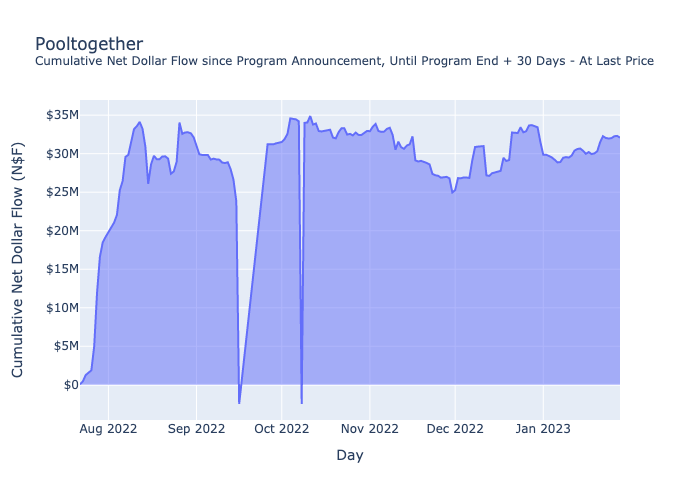 Pooltogether
Cumulative Net Dollar Flow since Program Announcement, Until Program End + 30 Days - At Last Price
Cumulative Net Dollar Flow (N$F)
$35M
$30M
$25M
$20M
$15M
$10M
$5M
$0
Aug 2022 Sep 2022 Oct 2022 Nov 2022 Dec 2022 Jan 2023
Day